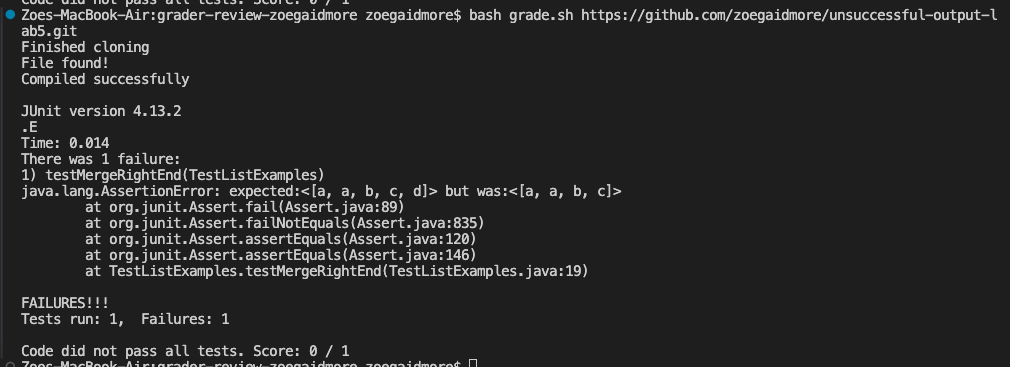 Code did not pass all tests. Score: 0 / 1
Zoes-MacBook-Air:grader-review-zoegaidmore zoegaidmore$ bash grade.sh https://github.com/zoegaidmore/unsuccessful-output-l
ab5.git
Finished cloning
File found!
Compiled successfully
JUnit version 4.13.2
.E
Time: 0.014
There was 1 failure:
1) testMergeRightEnd(TestListExamples)
java.lang.AssertionError: expected:<[a, a, b, c, d]> but was:<[a, a, b, c]>
at org.junit.Assert.fail(Assert.java:89)
at org.junit.Assert.failNotEquals(Assert.java:835)
at org.junit.Assert.assertEquals(Assert.java:120)
at org.junit.Assert.assertEquals(Assert.java:146)
at TestListExamples.testMergeRightEnd(TestListExamples.java:19)
FAILURES!!!
Tests run: 1,  Failures: 1
Code did not pass all tests. Score: 0 / 1
Zoes-MacBook-Air:grader-review-zoegaidmore zoegaidmore$